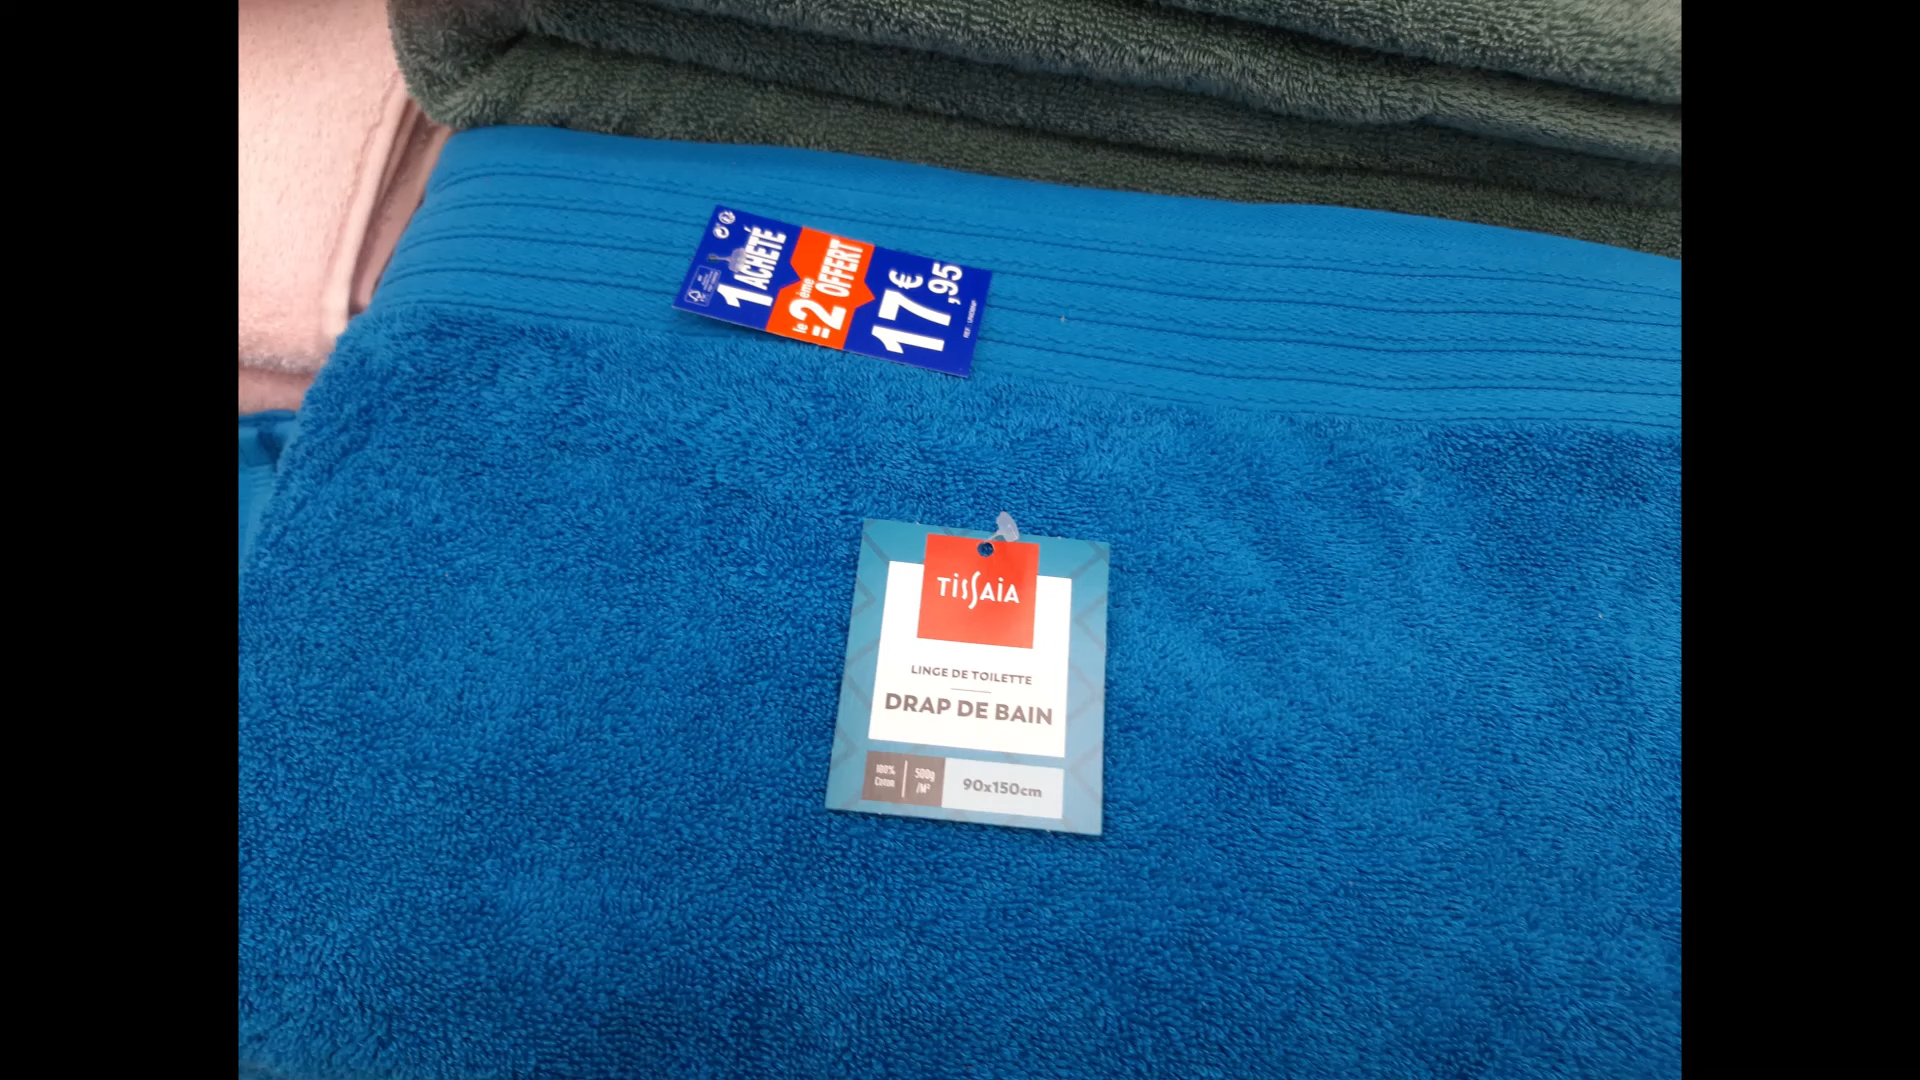 1 ACHETÉ
le 2ème
= OFFERT
17€,95
TISSAIA
LINGE DE TOILETTE
DRAP DE BAIN
100%
Coton
500g
/M²
90x150cm